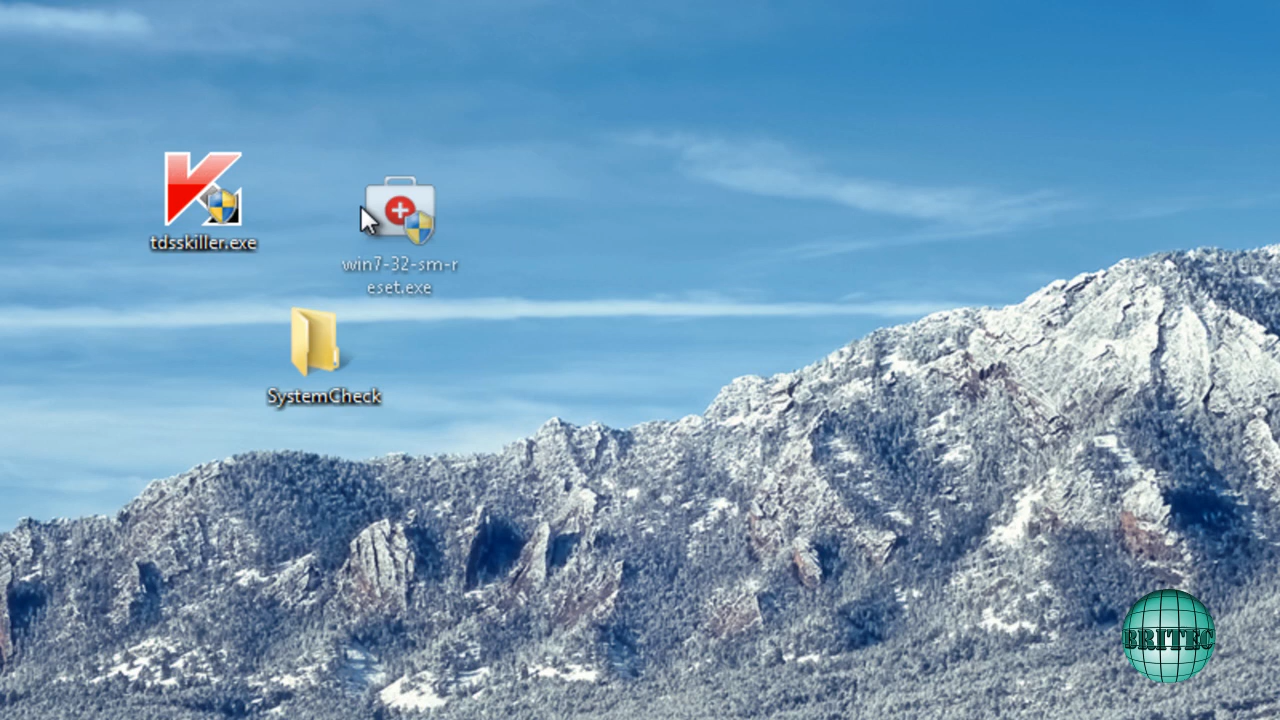 tdsskiller.exe
win7-32-sm-r
eset.exe
SystemCheck
BRITEC